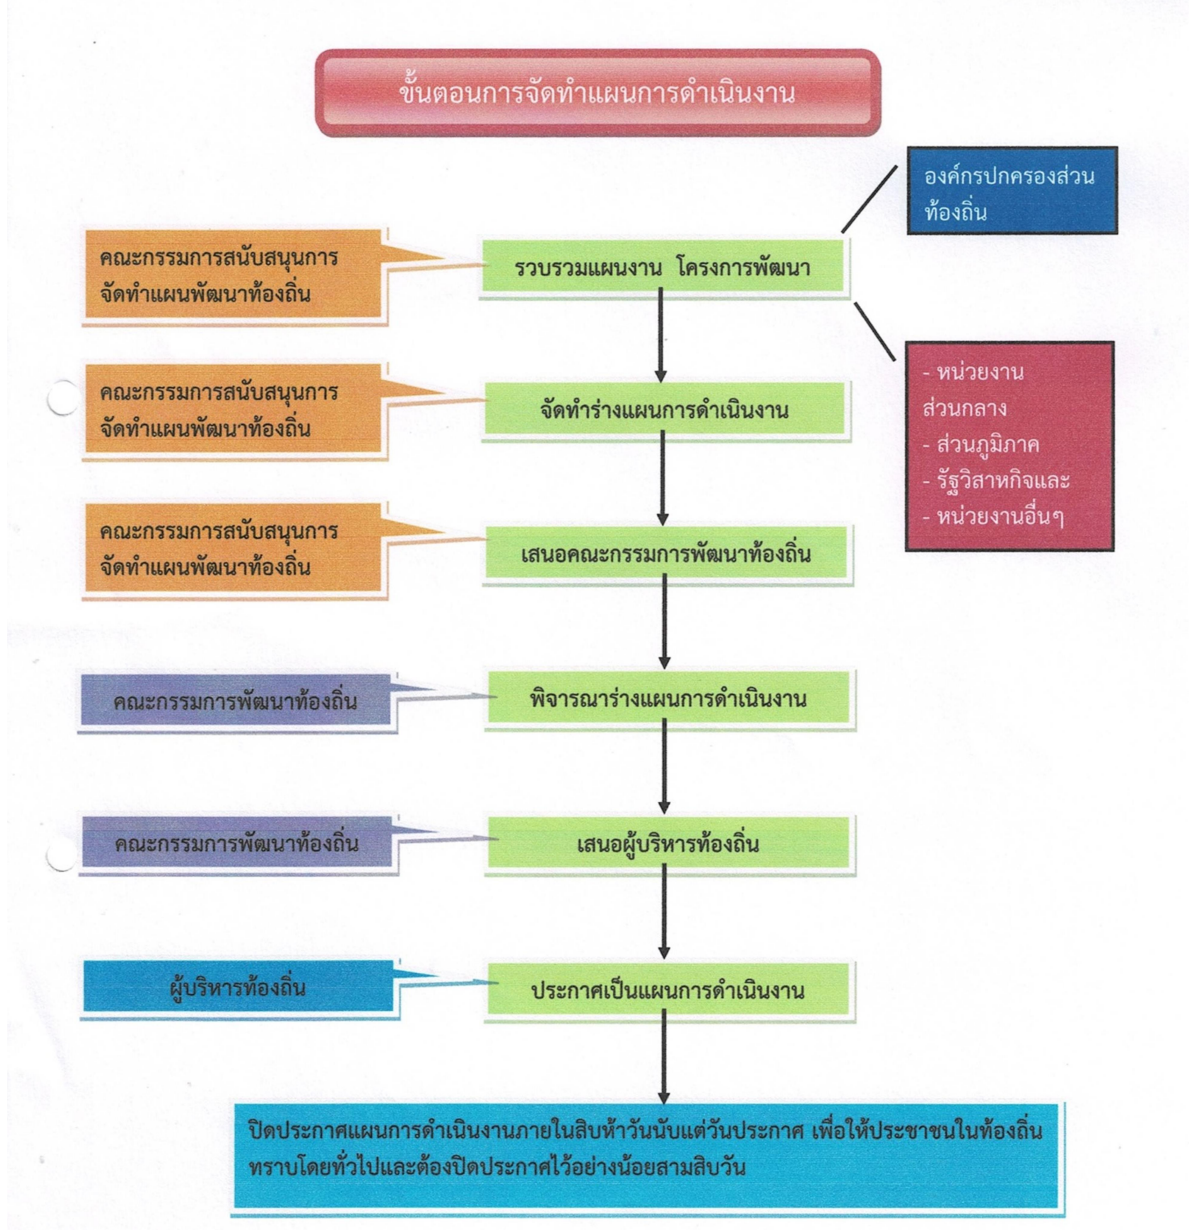 ขั้นตอนการจัดทำแผนการดำเนินงาน
องค์กรปกครองส่วน
ท้องถิ่น
คณะกรรมการสนับสนุนการ
จัดทำแผนพัฒนาท้องถิ่น
รวบรวมแผนงาน โครงการพัฒนา
- หน่วยงาน
ส่วนกลาง
- ส่วนภูมิภาค
- รัฐวิสาหกิจและ
- หน่วยงานอื่นๆ
คณะกรรมการสนับสนุนการ
จัดทำแผนพัฒนาท้องถิ่น
จัดทำร่างแผนการดำเนินงาน
คณะกรรมการสนับสนุนการ
จัดทำแผนพัฒนาท้องถิ่น
เสนอคณะกรรมการพัฒนาท้องถิ่น
คณะกรรมการพัฒนาท้องถิ่น
พิจารณาร่างแผนการดำเนินงาน
คณะกรรมการพัฒนาท้องถิ่น
เสนอผู้บริหารท้องถิ่น
ผู้บริหารท้องถิ่น
ประกาศเป็นแผนการดำเนินงาน
ปิดประกาศแผนการดำเนินงานภายในสิบห้าวันนับแต่วันประกาศ เพื่อให้ประชาชนในท้องถิ่น
ทราบโดยทั่วไปและต้องปิดประกาศไว้อย่างน้อยสามสิบวัน